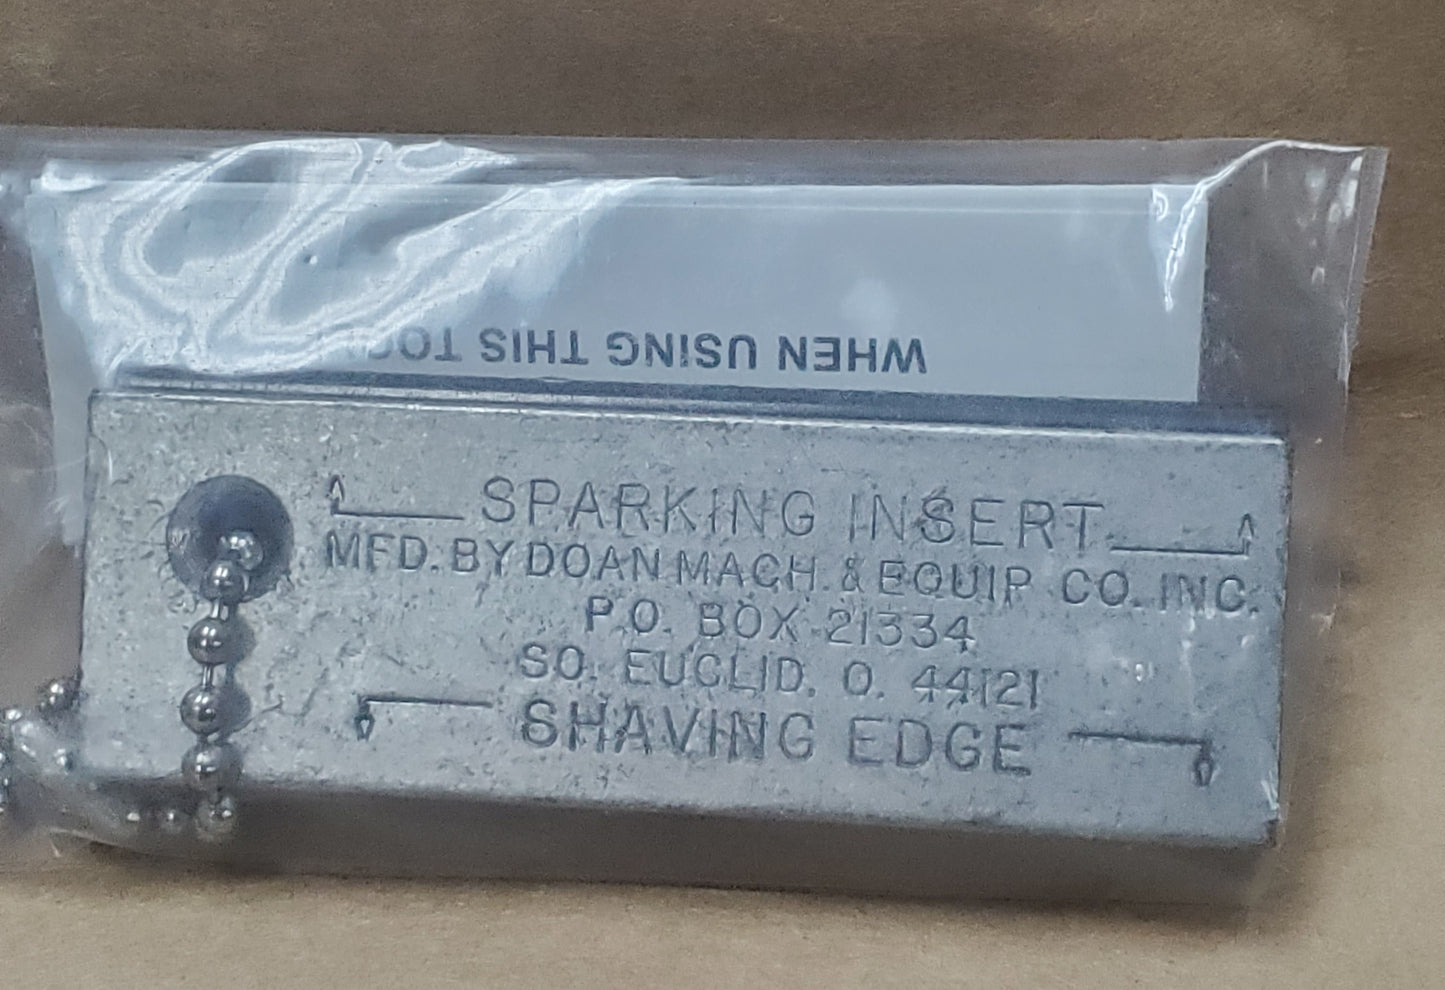 WHEN USING THIS TOOL
SPARKING INSERT
MFD. BY DOAN MACH. & EQUIP CO. INC.
P.O. BOX 21334
SO. EUCLID, O. 44121
SHAVING EDGE